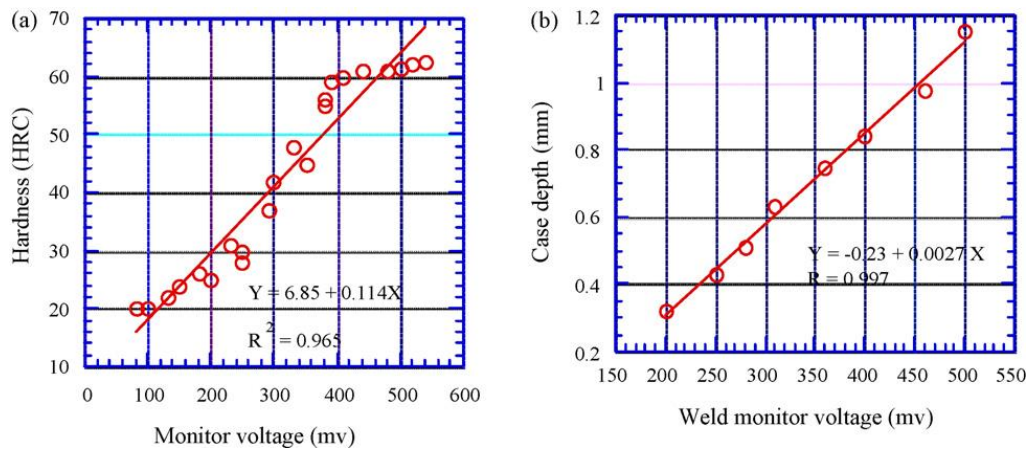 (a)
70
60
50
40
30
20
10
Hardness (HRC)
Y = 6.85 + 0.114X
R² = 0.965
0 100 200 300 400 500 600
Monitor voltage (mv)
(b)
1.2
1
0.8
0.6
0.4
0.2
Case depth (mm)
Y = -0.23 + 0.0027 X
R = 0.997
150 200 250 300 350 400 450 500 550
Weld monitor voltage (mv)